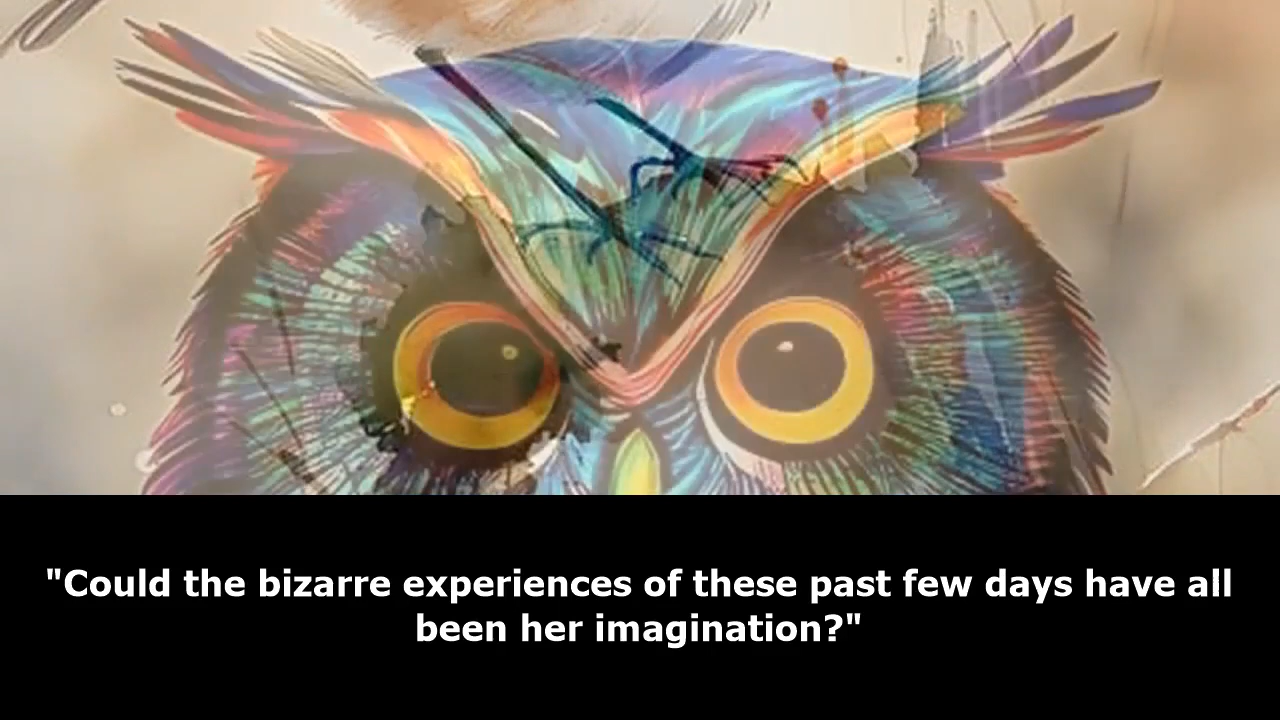 "Could the bizarre experiences of these past few days have all
been her imagination?"